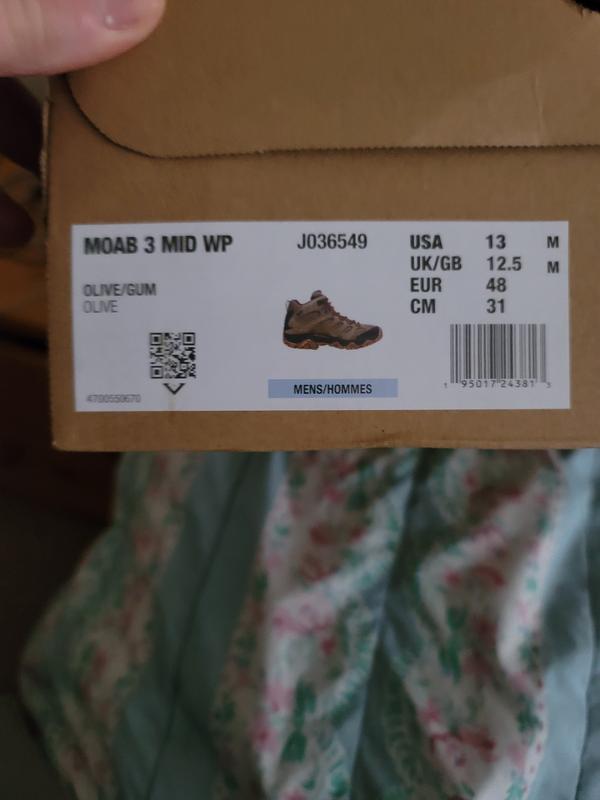 MOAB 3 MID WP
J036549
OLIVE/GUM
OLIVE
4700550670
MENS/HOMMES
USA 13 M
UK/GB 12.5 M
EUR 48
CM 31
1 95017 24381 3